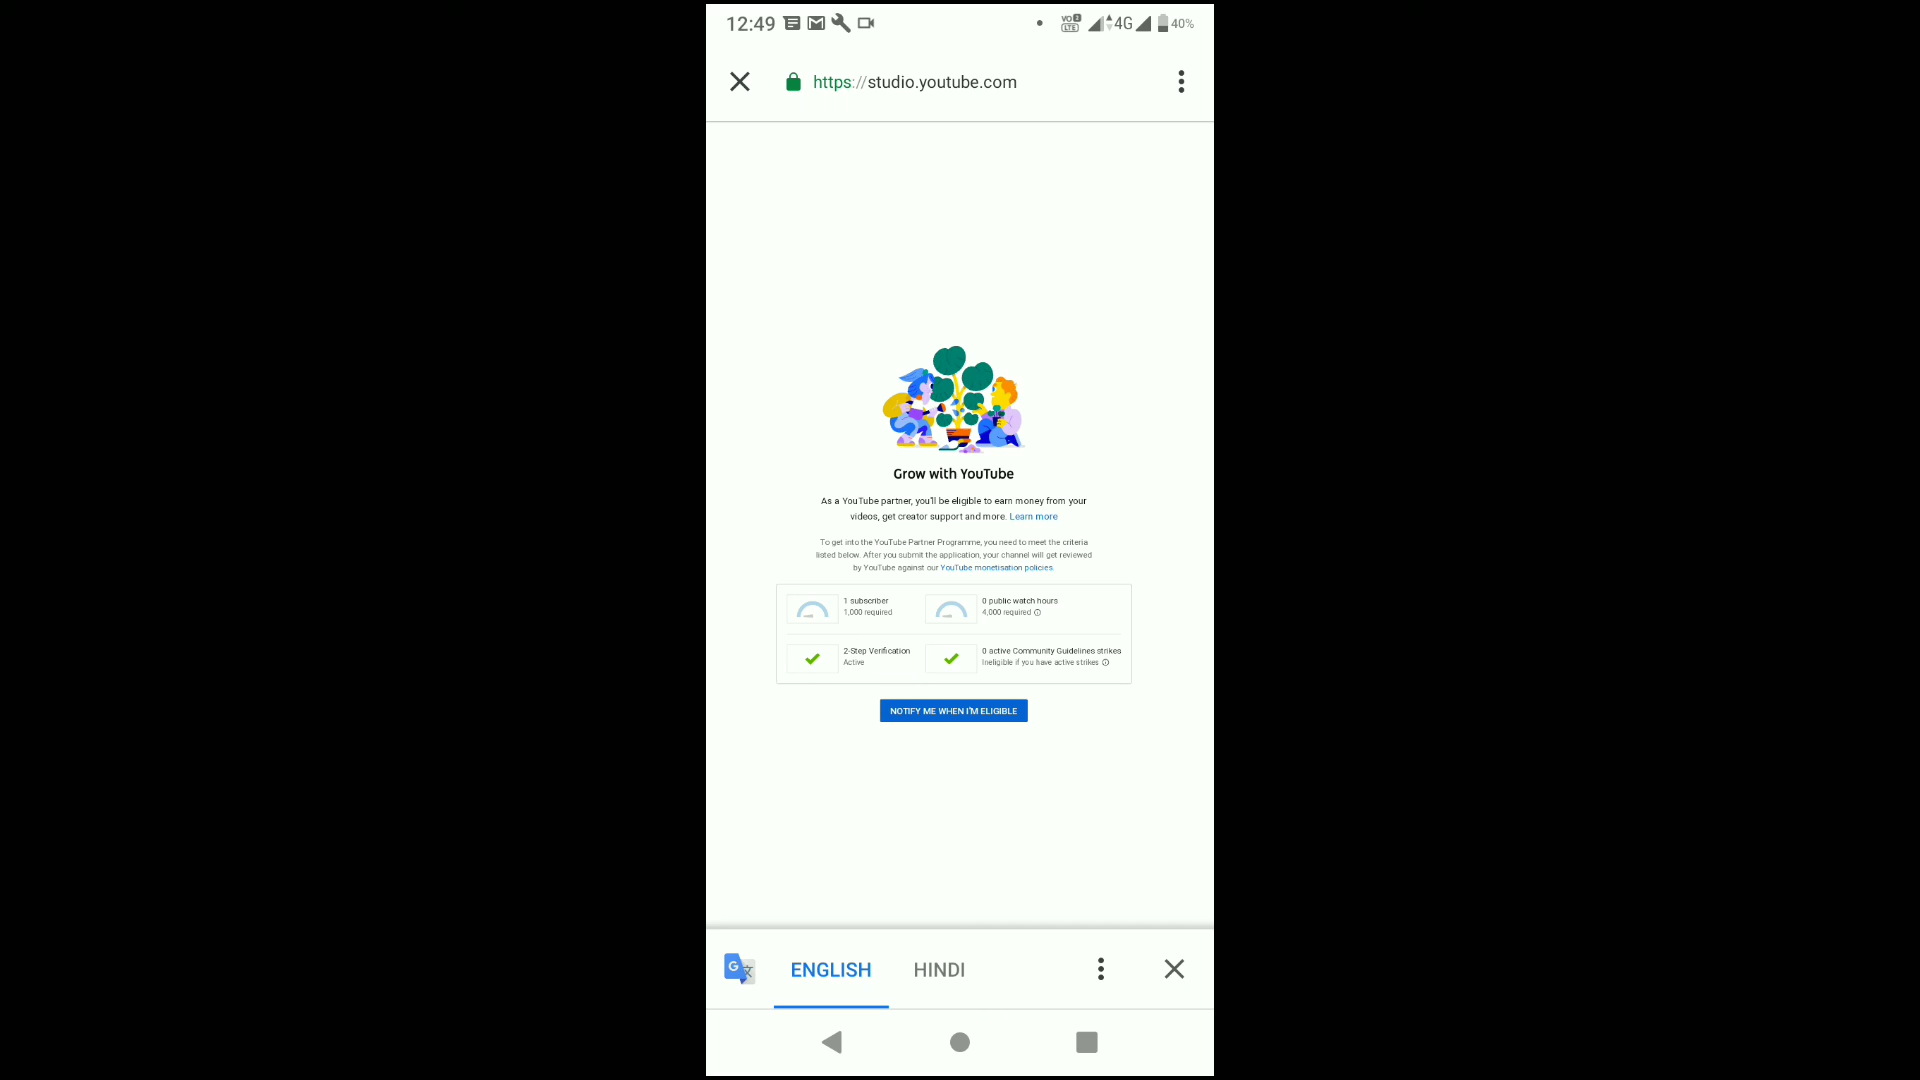 12:49 VO 2 LTE 4G 40%
https://studio.youtube.com
Grow with YouTube
As a YouTube partner, you'll be eligible to earn money from your
videos, get creator support and more. Learn more
To get into the YouTube Partner Programme, you need to meet the criteria
listed below. After you submit the application, your channel will get reviewed
by YouTube against our YouTube monetisation policies.
1 subscriber
1,000 required
0 public watch hours
4,000 required
2-Step Verification
Active
0 active Community Guidelines strikes
Ineligible if you have active strikes
NOTIFY ME WHEN I'M ELIGIBLE
G 文 ENGLISH HINDI